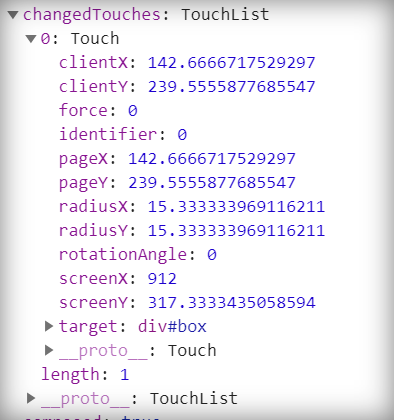 ▼changedTouches: TouchList
▼0: Touch
clientX: 142.6666717529297
clientY: 239.5555877685547
force: 0
identifier: 0
pageX: 142.6666717529297
pageY: 239.5555877685547
radiusX: 15.333333969116211
radiusY: 15.333333969116211
rotationAngle: 0
screenX: 912
screenY: 317.3333435058594
▶target: div#box
▶__proto__: Touch
length: 1
▶__proto__: TouchList
composed: true